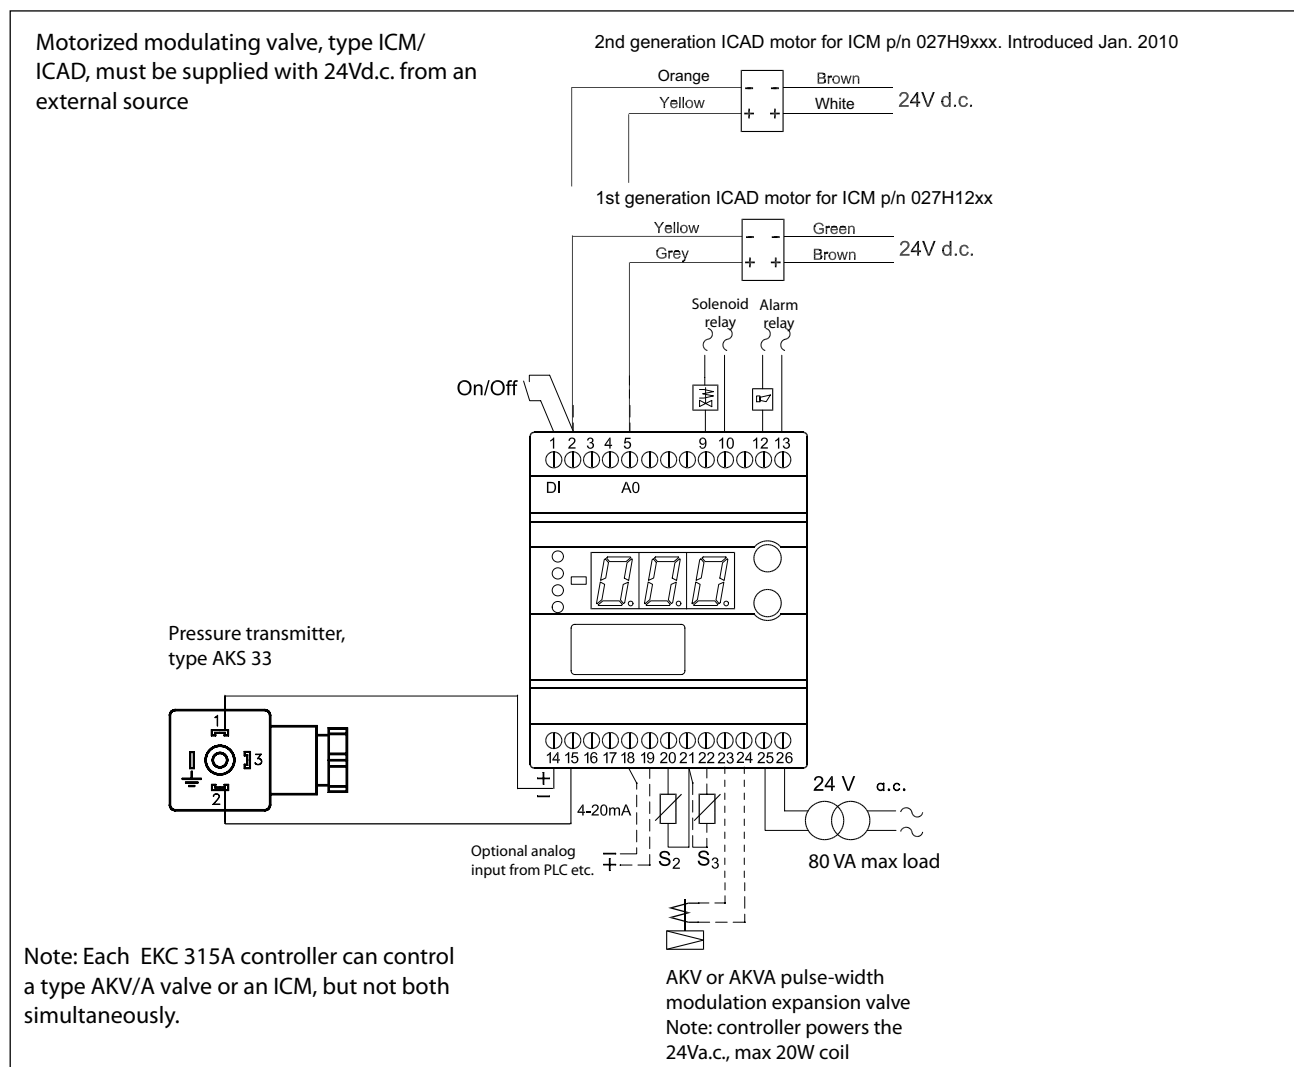 Motorized modulating valve, type ICM/
ICAD, must be supplied with 24Vd.c. from an
external source
2nd generation ICAD motor for ICM p/n 027H9xxx. Introduced Jan. 2010
Orange - - Brown
Yellow + + White
24V d.c.
1st generation ICAD motor for ICM p/n 027H12xx
Yellow - - Green
Grey + + Brown
24V d.c.
Solenoid
relay
Alarm
relay
On/Off
1 2 3 4 5 9 10 12 13
DI A0
0.0.0
Pressure transmitter,
type AKS 33
1
3
2
14 15 16 17 18 19 20 21 22 23 24 25 26
+
-
4-20mA
Optional analog
input from PLC etc.
-
+
S2 S3
24 V a.c.
80 VA max load
AKV or AKVA pulse-width
modulation expansion valve
Note: controller powers the
24Va.c., max 20W coil
Note: Each EKC 315A controller can control
a type AKV/A valve or an ICM, but not both
simultaneously.